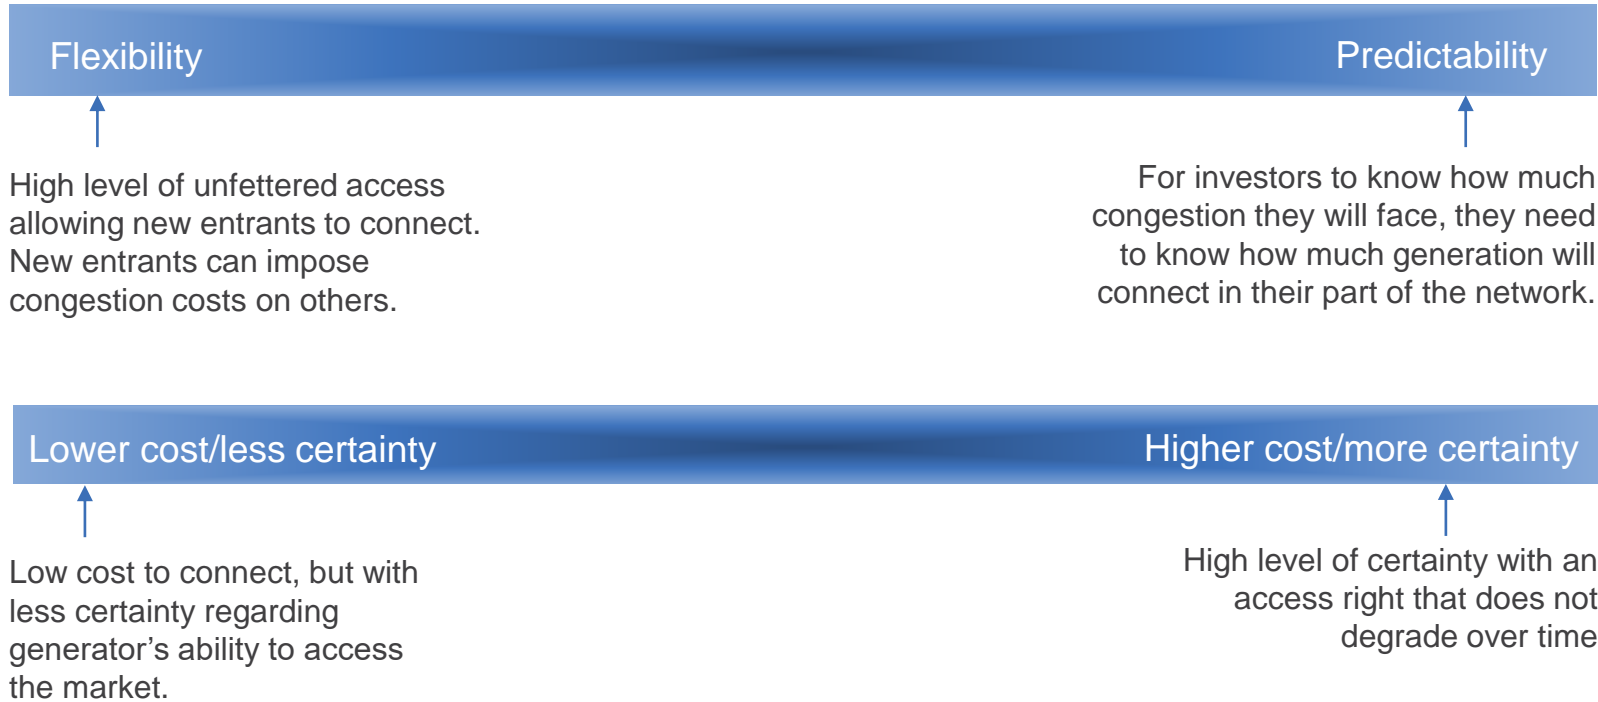 Flexibility
Predictability
High level of unfettered access
allowing new entrants to connect.
New entrants can impose
congestion costs on others.
For investors to know how much
congestion they will face, they need
to know how much generation will
connect in their part of the network.
Lower cost/less certainty
Higher cost/more certainty
Low cost to connect, but with
less certainty regarding
generator’s ability to access
the market.
High level of certainty with an
access right that does not
degrade over time